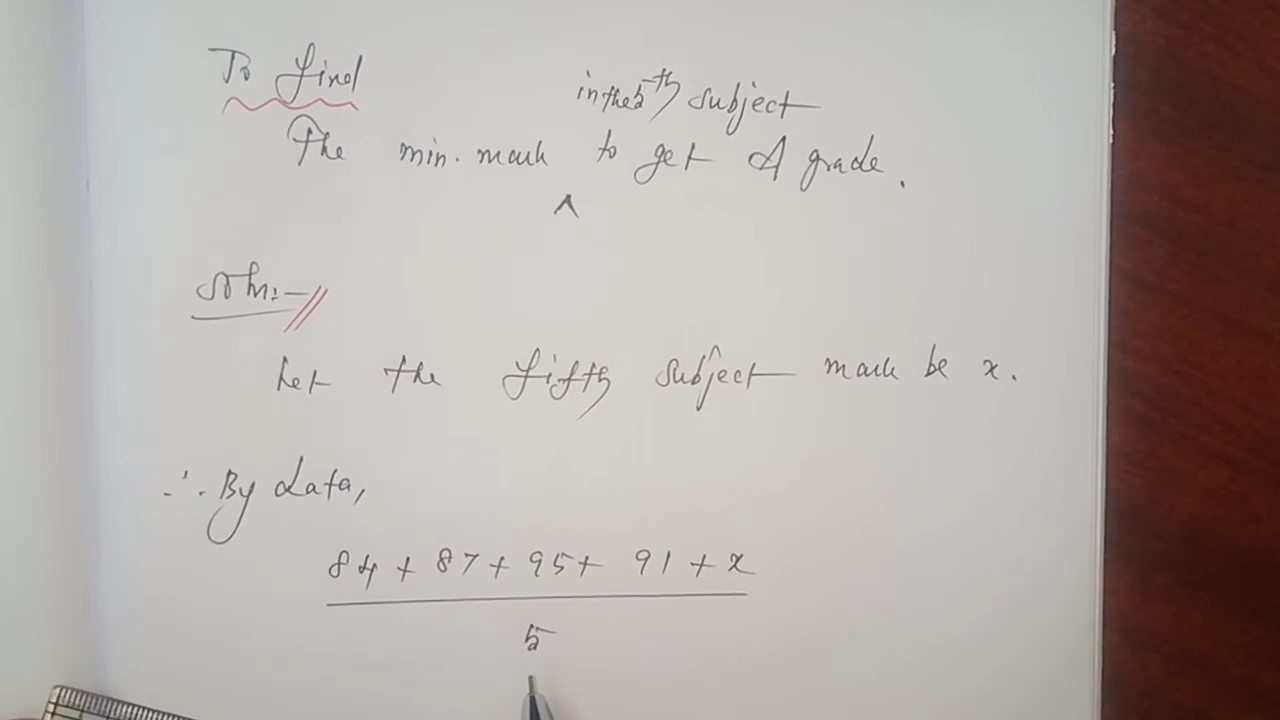 To find
in the 5th subject
The min. mark ^ to get A grade.
Soln:-
Let the fifth subject mark be x.
∴ By data,
84 + 87 + 95 + 91 + x
5